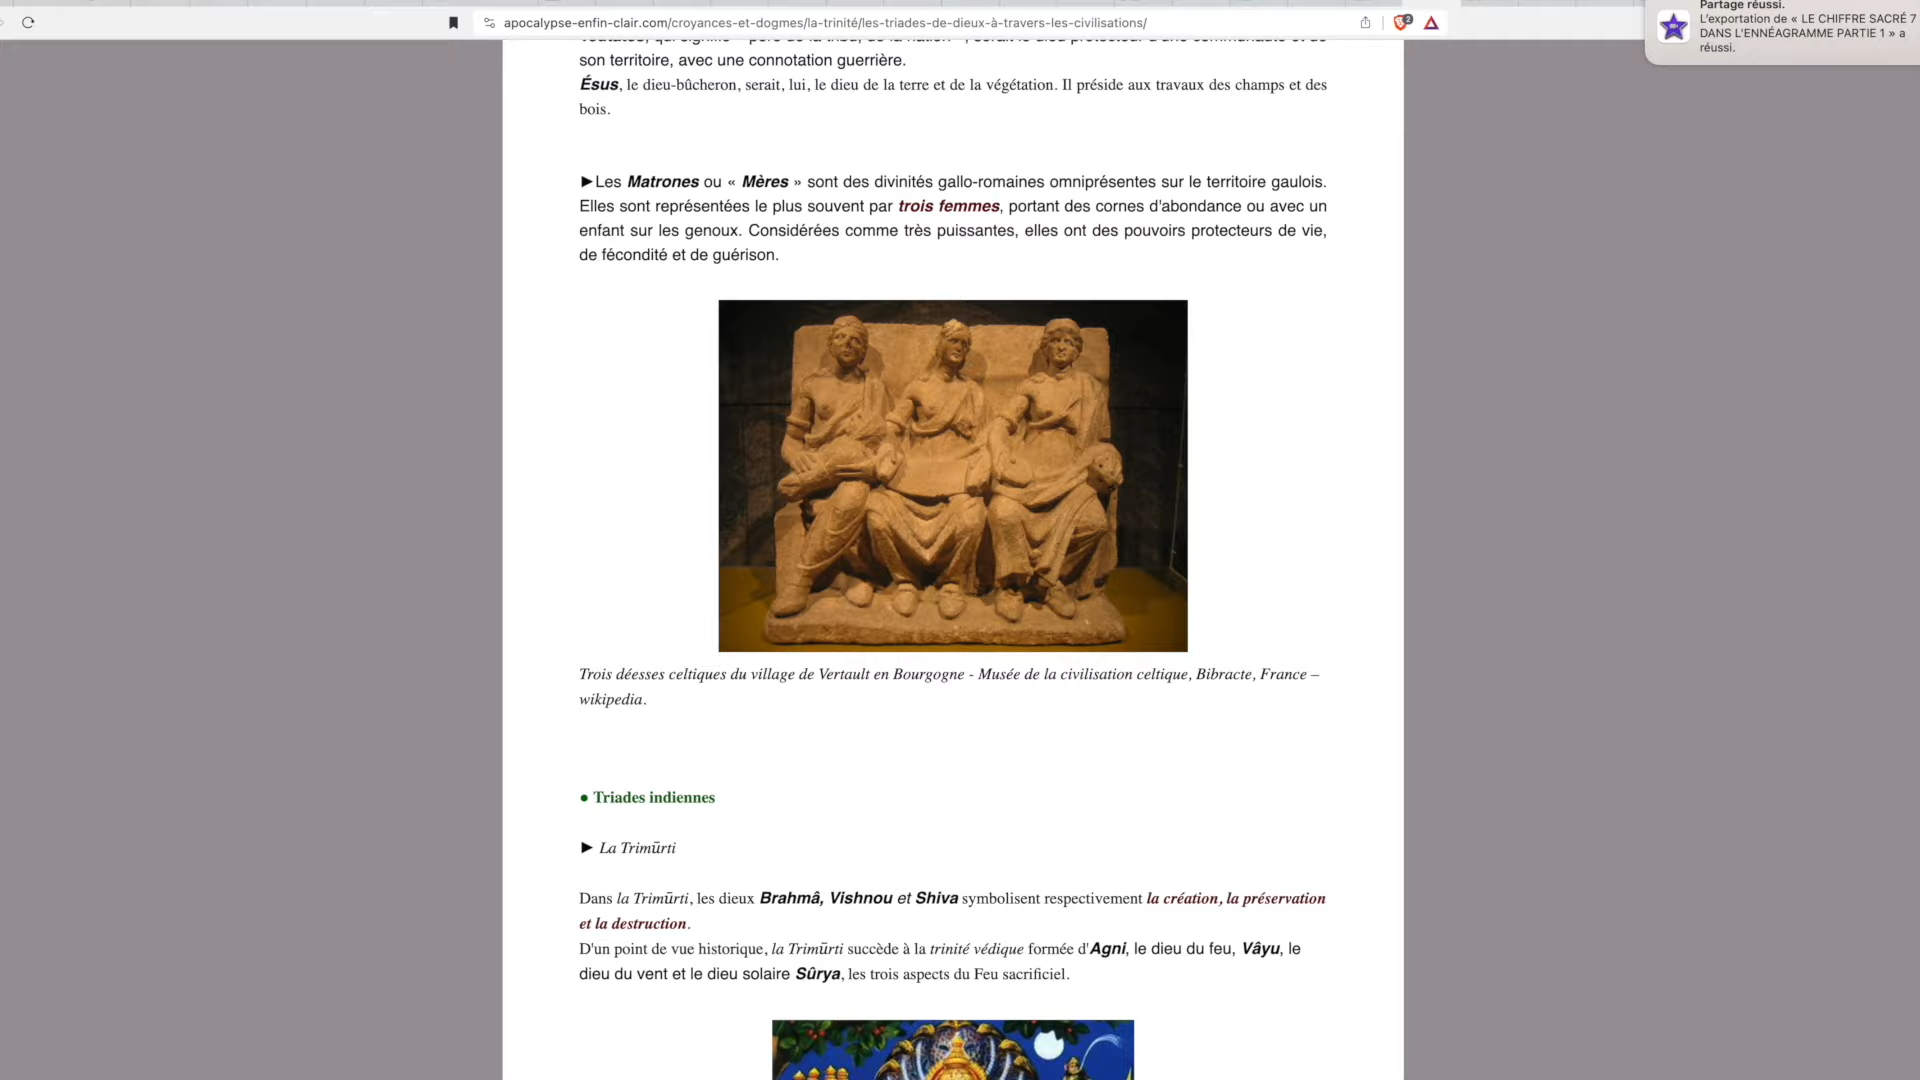 apocalypse-enfin-clair.com/croyances-et-dogmes/la-trinité/les-triades-de-dieux-à-travers-les-civilisations/
2
Partage réussi.
L'exportation de « LE CHIFFRE SACRÉ 7
DANS L'ENNÉAGRAMME PARTIE 1 » a
réussi.
son territoire, avec une connotation guerrière.
Ésus, le dieu-bûcheron, serait, lui, le dieu de la terre et de la végétation. Il préside aux travaux des champs et des
bois.
►Les Matrones ou « Mères » sont des divinités gallo-romaines omniprésentes sur le territoire gaulois.
Elles sont représentées le plus souvent par trois femmes, portant des cornes d'abondance ou avec un
enfant sur les genoux. Considérées comme très puissantes, elles ont des pouvoirs protecteurs de vie,
de fécondité et de guérison.
Trois déesses celtiques du village de Vertault en Bourgogne - Musée de la civilisation celtique, Bibracte, France –
wikipedia.
● Triades indiennes
► La Trimūrti
Dans la Trimūrti, les dieux Brahmâ, Vishnou et Shiva symbolisent respectivement la création, la préservation
et la destruction.
D'un point de vue historique, la Trimūrti succède à la trinité védique formée d'Agni, le dieu du feu, Vâyu, le
dieu du vent et le dieu solaire Sûrya, les trois aspects du Feu sacrificiel.